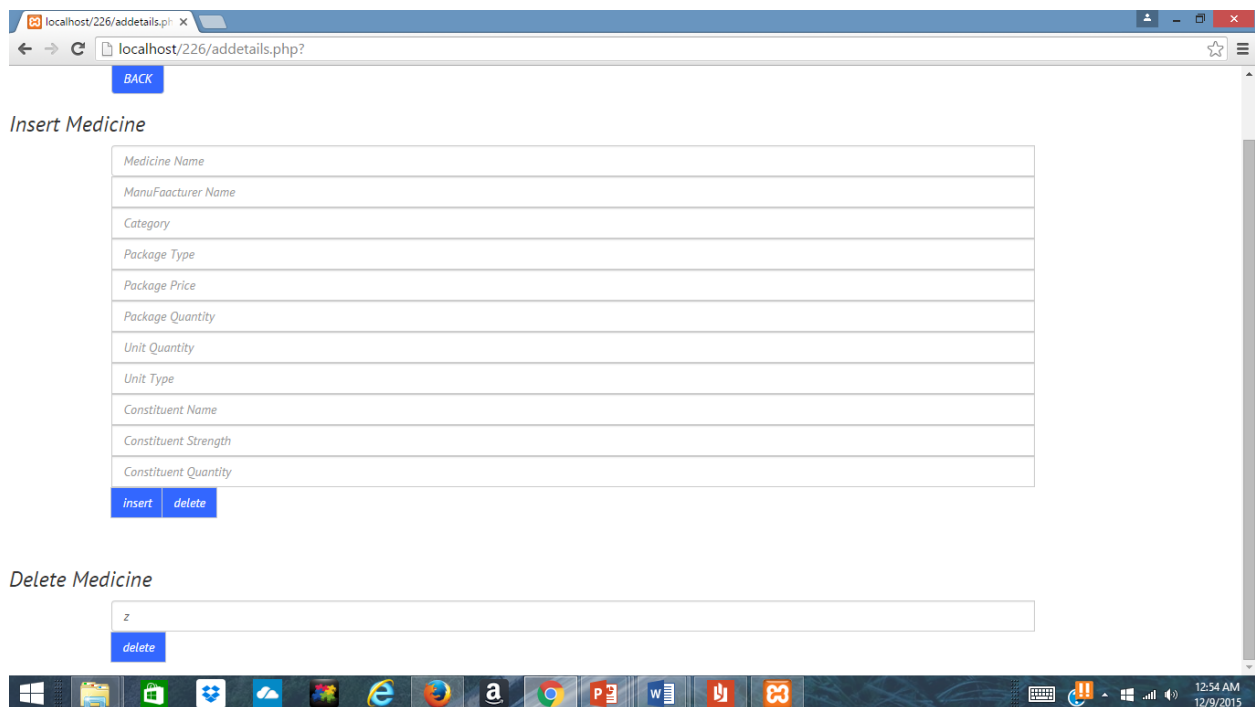 localhost/226/addetails.ph
localhost/226/addetails.php?
BACK
Insert Medicine
Medicine Name
ManuFaacturer Name
Category
Package Type
Package Price
Package Quantity
Unit Quantity
Unit Type
Constituent Name
Constituent Strength
Constituent Quantity
insert delete
Delete Medicine
z
delete
12:54 AM
12/9/2015